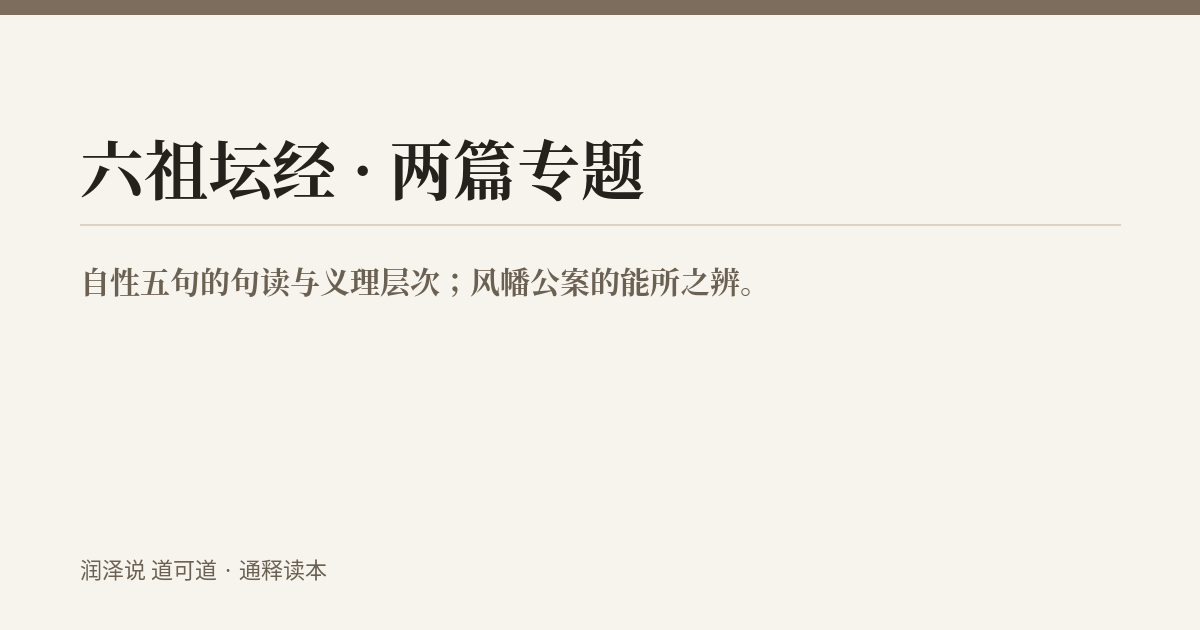 六祖坛经 · 两篇专题
自性五句的句读与义理层次；风幡公案的能所之辨。
润泽说 道可道 · 通释读本